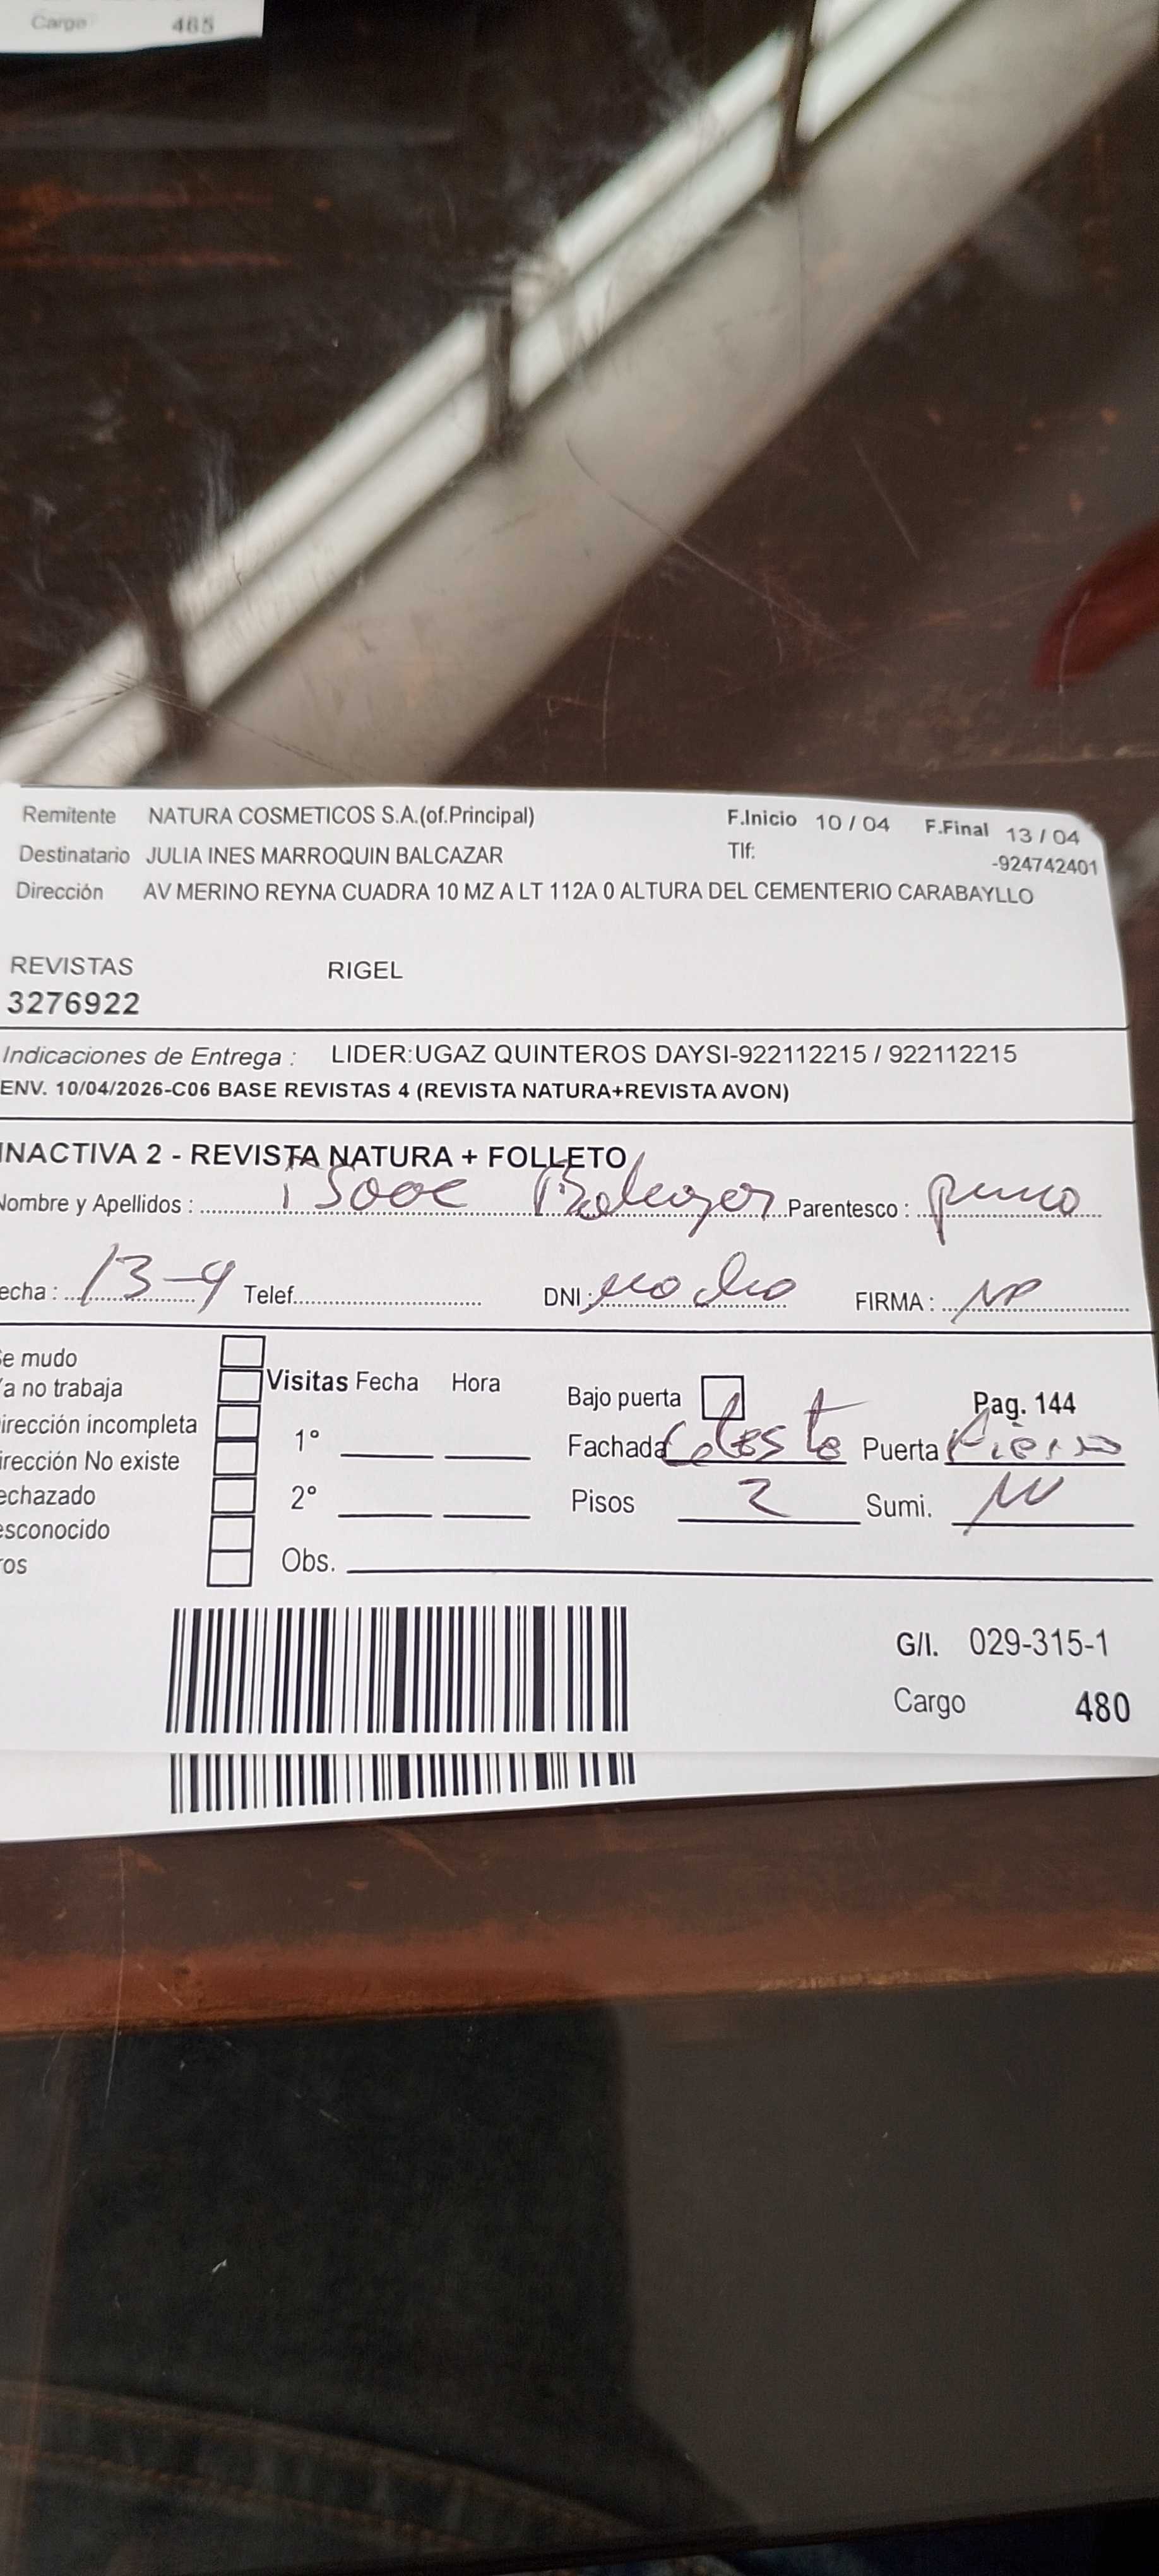 Cargo 465
Remitente NATURA COSMETICOS S.A.(of.Principal) F.Inicio 10 / 04 F.Final 13 / 04
Destinatario JULIA INES MARROQUIN BALCAZAR Tlf: -924742401
Dirección AV MERINO REYNA CUADRA 10 MZ A LT 112A 0 ALTURA DEL CEMENTERIO CARABAYLLO
REVISTAS RIGEL
3276922
Indicaciones de Entrega : LIDER:UGAZ QUINTEROS DAYSI-922112215 / 922112215
ENV. 10/04/2026-C06 BASE REVISTAS 4 (REVISTA NATURA+REVISTA AVON)
INACTIVA 2 - REVISTA NATURA + FOLLETO
Nombre y Apellidos : Balcazar Parentesco : primo
echa : 13-4 Telef. DNI: no dio FIRMA :
e mudo
a no trabaja Visitas Fecha Hora Bajo puerta Pag. 144
irección incompleta 1° Fachada Celeste Puerta Fierro
irección No existe
echazado 2° Pisos 2 Sumi.
esconocido
ros Obs.
G/I. 029-315-1
Cargo 480